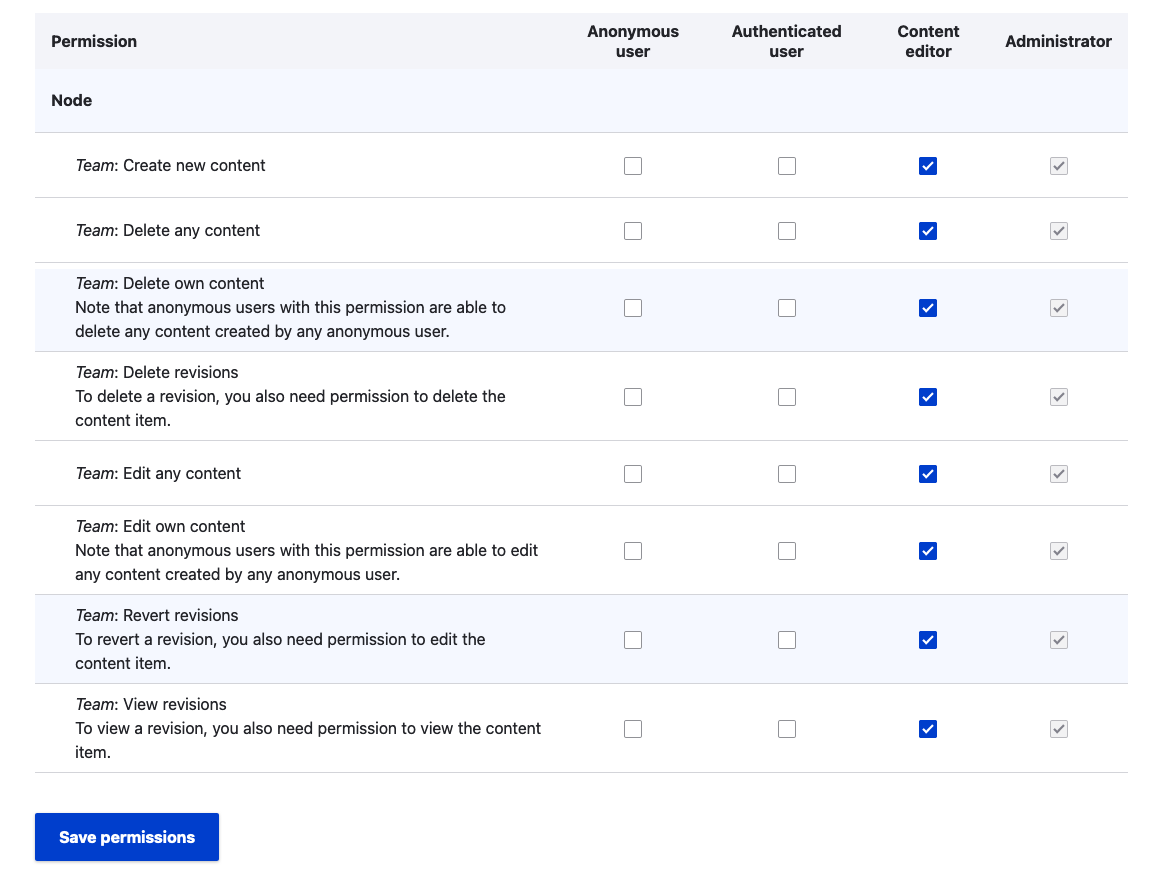 Permission
Anonymous
user
Authenticated
user
Content
editor
Administrator
Node
Team: Create new content
Team: Delete any content
Team: Delete own content
Note that anonymous users with this permission are able to
delete any content created by any anonymous user.
Team: Delete revisions
To delete a revision, you also need permission to delete the
content item.
Team: Edit any content
Team: Edit own content
Note that anonymous users with this permission are able to edit
any content created by any anonymous user.
Team: Revert revisions
To revert a revision, you also need permission to edit the
content item.
Team: View revisions
To view a revision, you also need permission to view the content
item.
Save permissions